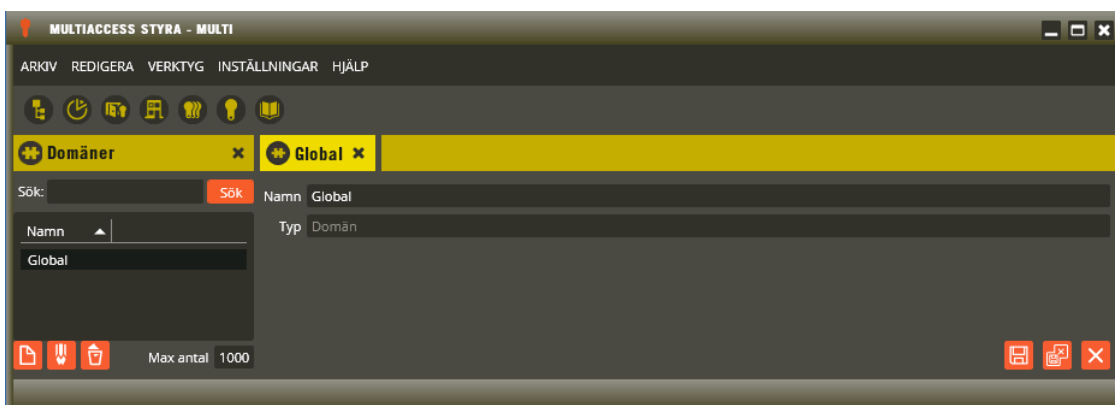 MULTIACCESS STYRA - MULTI
ARKIV REDIGERA VERKTYG INSTÄLLNINGAR HJÄLP
Domäner
Global
Sök: Sök
Namn Global
Namn
Typ Domän
Global
Max antal 1000